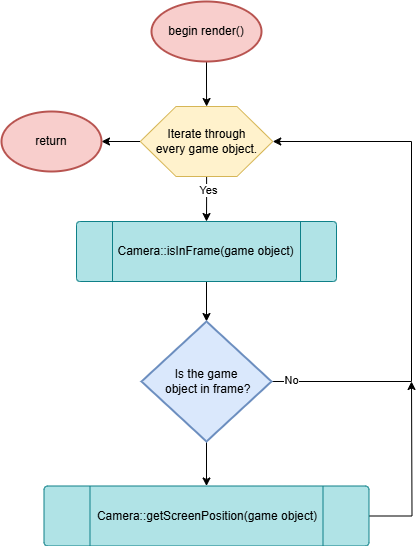 begin render()
return
Iterate through
every game object.
Yes
Camera::isInFrame(game object)
Is the game
object in frame?
No
Camera::getScreenPosition(game object)